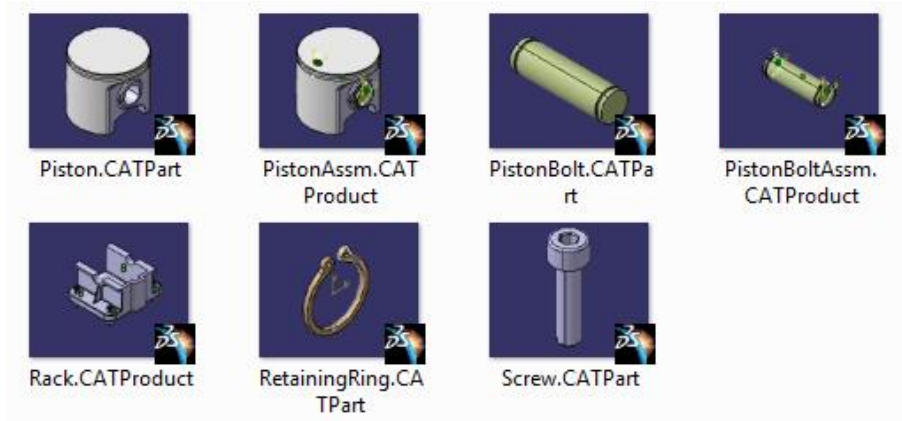 Piston.CATPart
PistonAssm.CAT
Product
PistonBolt.CATPa
rt
PistonBoltAssm.
CATProduct
Rack.CATProduct
RetainingRing.CA
TPart
Screw.CATPart